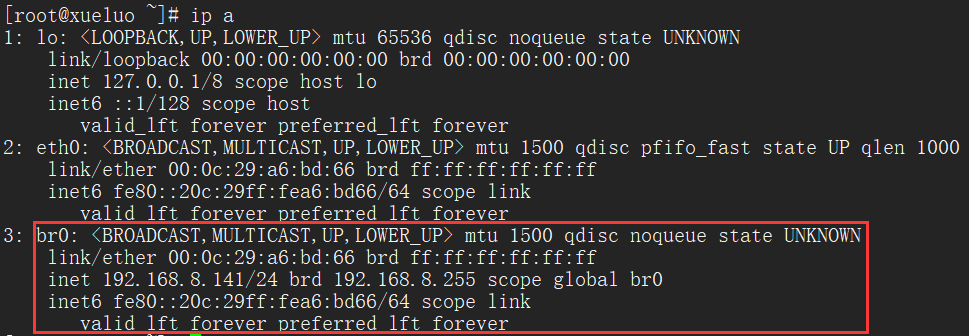 [root@xueluo ~]# ip a
1: lo: <LOOPBACK,UP,LOWER_UP> mtu 65536 qdisc noqueue state UNKNOWN
link/loopback 00:00:00:00:00:00 brd 00:00:00:00:00:00
inet 127.0.0.1/8 scope host lo
inet6 ::1/128 scope host
valid_lft forever preferred_lft forever
2: eth0: <BROADCAST,MULTICAST,UP,LOWER_UP> mtu 1500 qdisc pfifo_fast state UP qlen 1000
link/ether 00:0c:29:a6:bd:66 brd ff:ff:ff:ff:ff:ff
inet6 fe80::20c:29ff:fea6:bd66/64 scope link
valid_lft forever preferred_lft forever
3: br0: <BROADCAST,MULTICAST,UP,LOWER_UP> mtu 1500 qdisc noqueue state UNKNOWN
link/ether 00:0c:29:a6:bd:66 brd ff:ff:ff:ff:ff:ff
inet 192.168.8.141/24 brd 192.168.8.255 scope global br0
inet6 fe80::20c:29ff:fea6:bd66/64 scope link
valid_lft forever preferred_lft forever